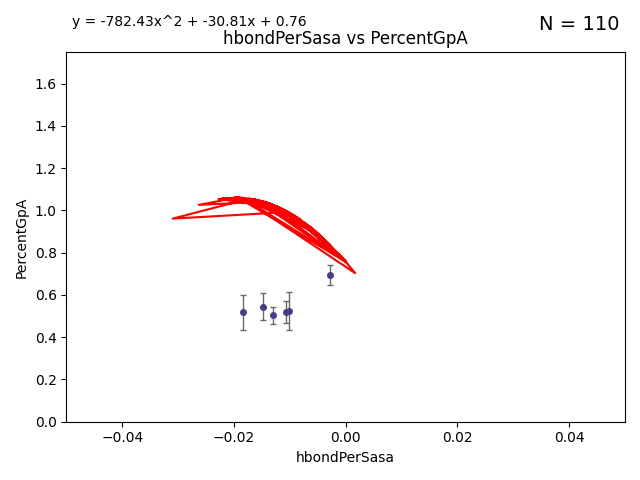 y = -782.43x^2 + -30.81x + 0.76
N = 110
hbondPerSasa vs PercentGpA
1.6
1.4
1.2
1.0
0.8
0.6
0.4
0.2
0.0
PercentGpA
−0.04
−0.02
0.00
0.02
0.04
hbondPerSasa